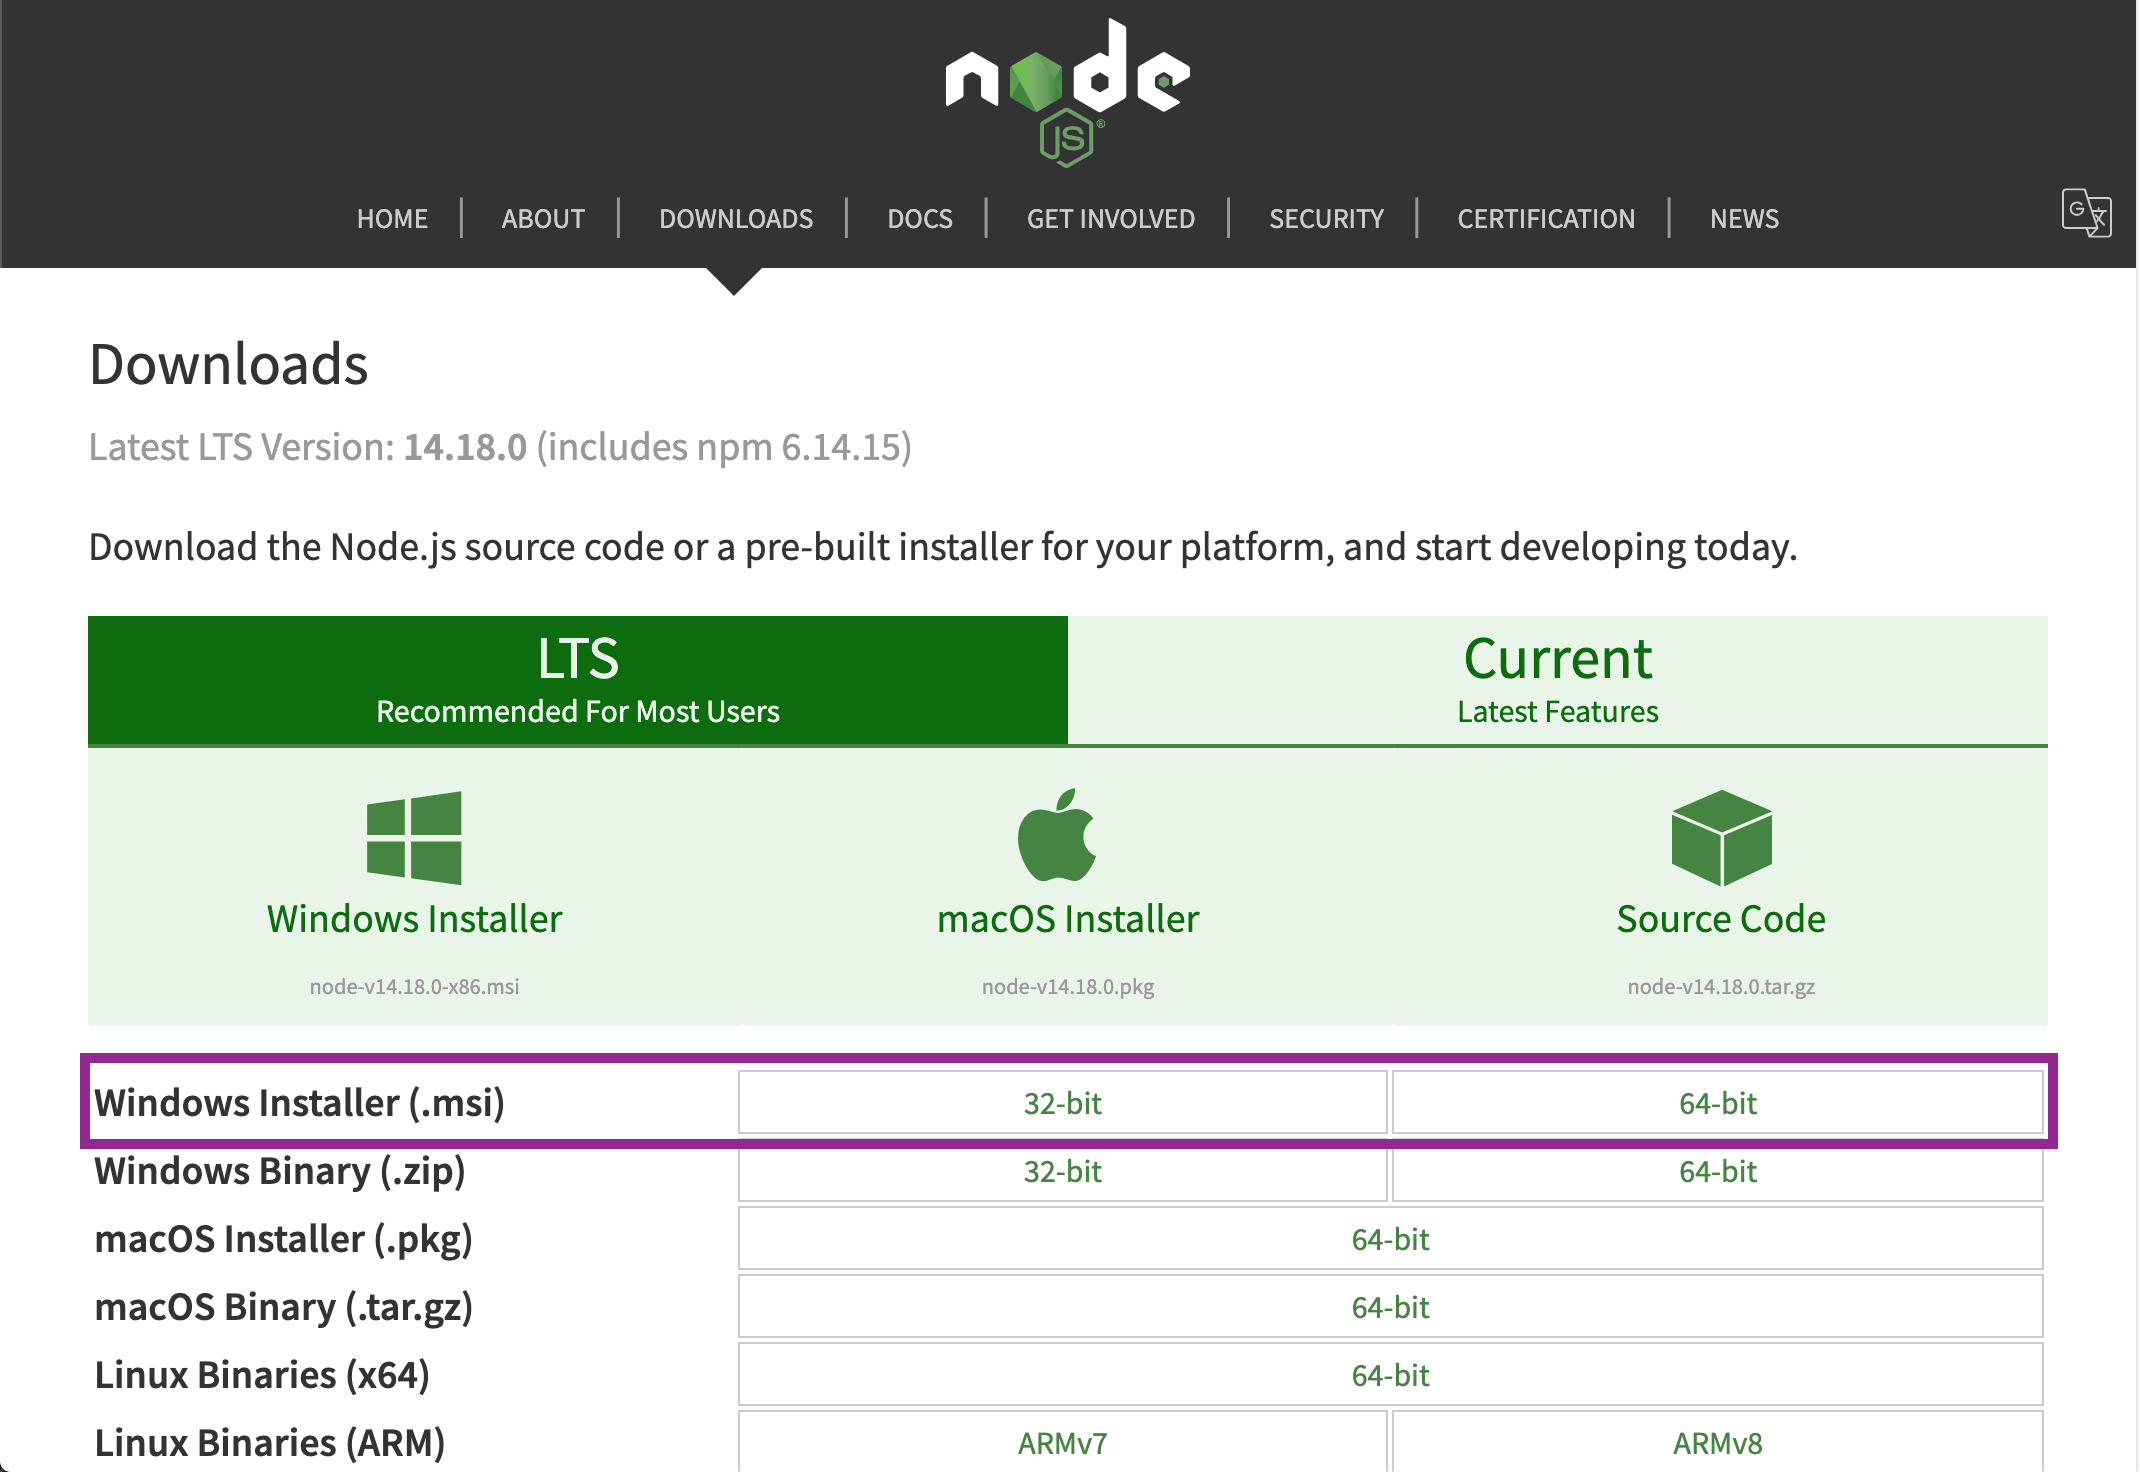 node
JS®
HOME ABOUT DOWNLOADS DOCS GET INVOLVED SECURITY CERTIFICATION NEWS
G 文
Downloads
Latest LTS Version: 14.18.0 (includes npm 6.14.15)
Download the Node.js source code or a pre-built installer for your platform, and start developing today.
LTS Current
Recommended For Most Users Latest Features
Windows Installer macOS Installer Source Code
node-v14.18.0-x86.msi node-v14.18.0.pkg node-v14.18.0.tar.gz
Windows Installer (.msi) 32-bit 64-bit
Windows Binary (.zip) 32-bit 64-bit
macOS Installer (.pkg) 64-bit
macOS Binary (.tar.gz) 64-bit
Linux Binaries (x64) 64-bit
Linux Binaries (ARM) ARMv7 ARMv8